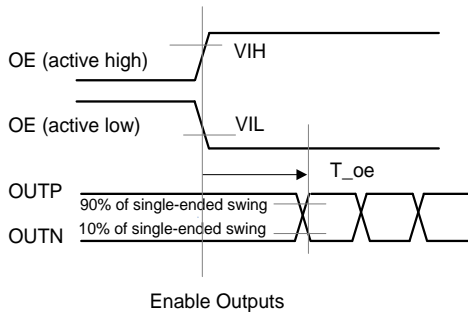 OE (active high)
VIH
OE (active low)
VIL
T_oe
OUTP
90% of single-ended swing
10% of single-ended swing
OUTN
Enable Outputs